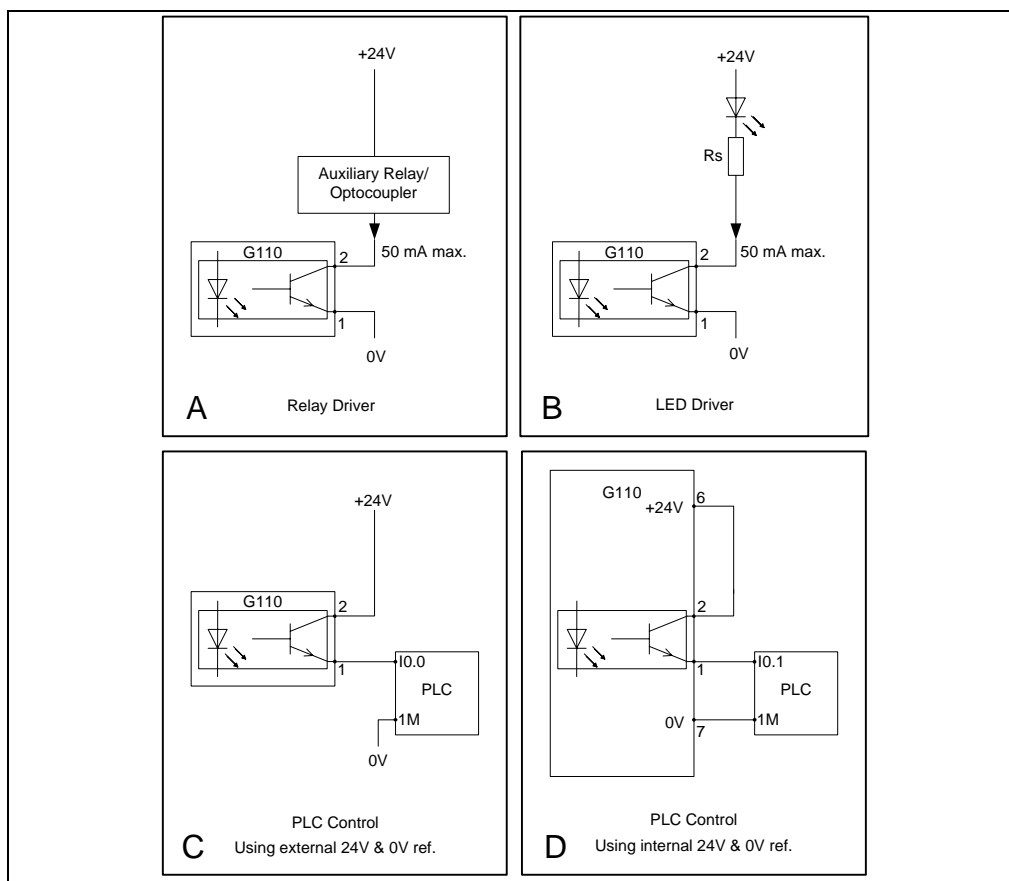 +24V
Auxiliary Relay/
Optocoupler
G110
2
50 mA max.
1
0V
A
Relay Driver
+24V
Rs
G110
2
50 mA max.
1
0V
B
LED Driver
+24V
G110
2
1
I0.0
PLC
1M
0V
PLC Control
C
Using external 24V & 0V ref.
G110
6
+24V
2
1
I0.1
PLC
0V
7
1M
PLC Control
D
Using internal 24V & 0V ref.